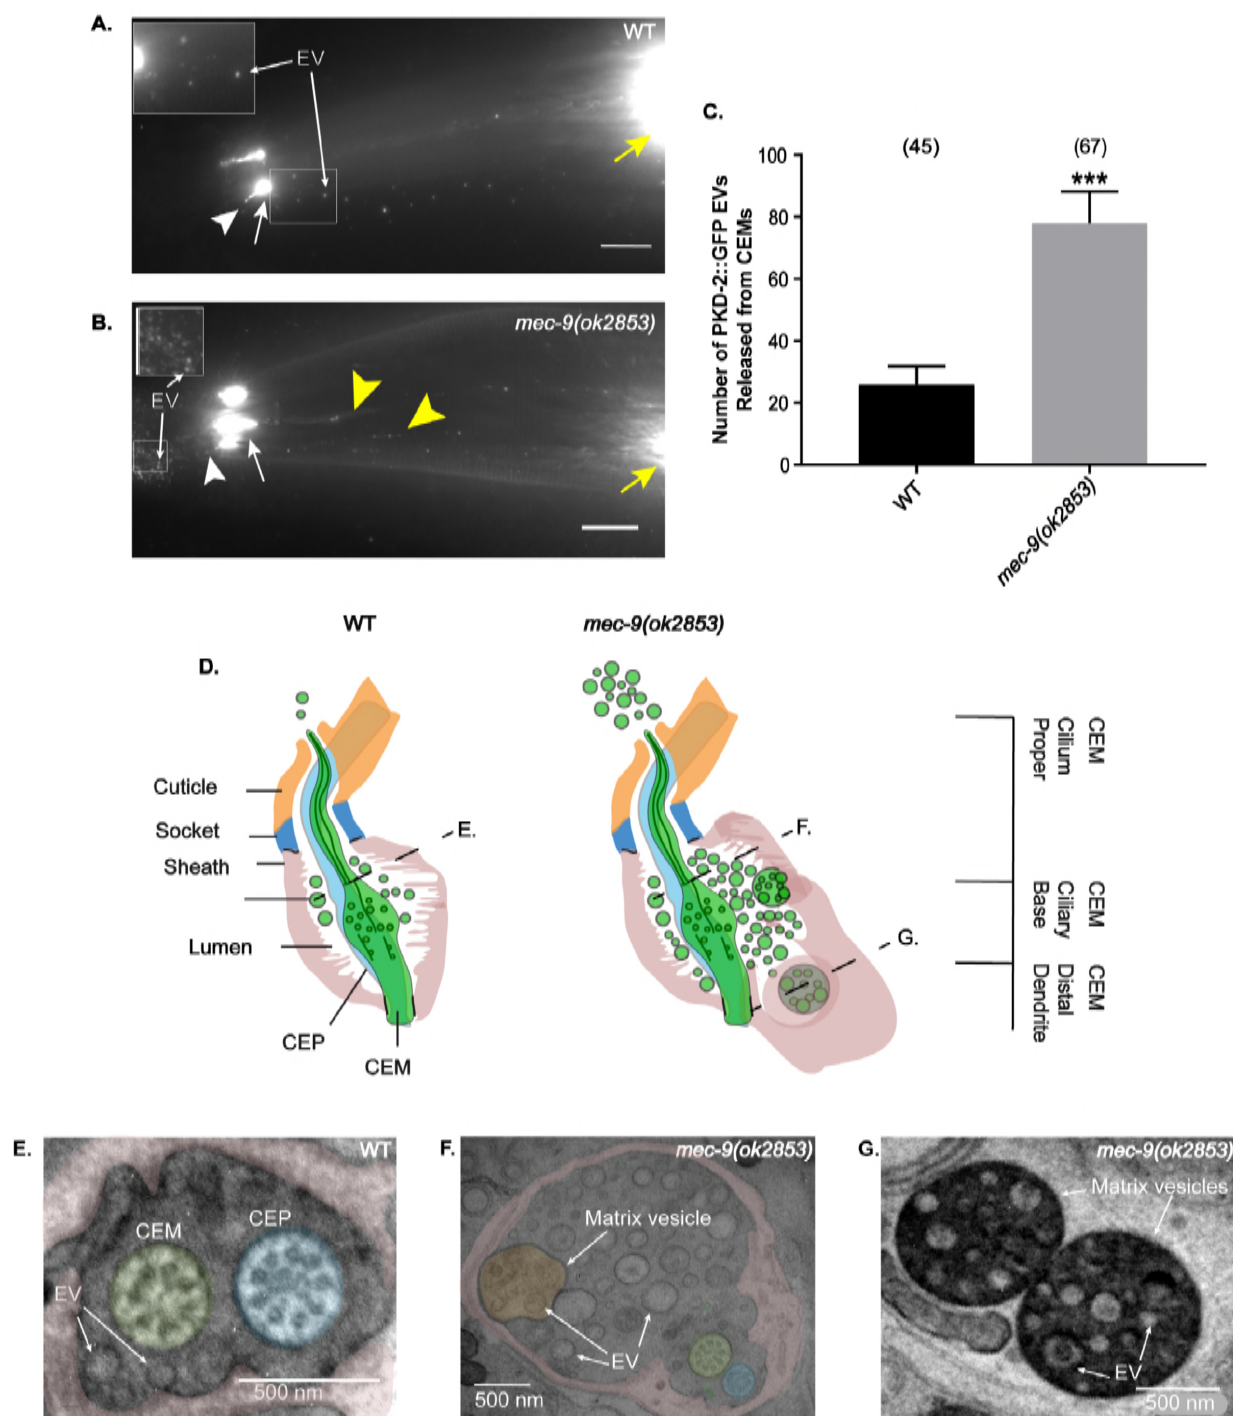 A.
WT
EV
B.
mec-9(ok2853)
EV
C.
(45)
(67)
***
Number of PKD-2::GFP EVs
Released from CEMs
100
80
60
40
20
0
WT
mec-9(ok2853)
WT
mec-9(ok2853)
D.
Cuticle
Socket
Sheath
Lumen
CEP
CEM
E.
F.
G.
CEM
Cilium
Proper
CEM
Ciliary
Base
CEM
Distal
Dendrite
E.
WT
CEM
CEP
EV
500 nm
F.
mec-9(ok2853)
Matrix vesicle
EV
500 nm
G.
mec-9(ok2853)
Matrix vesicles
EV
500 nm